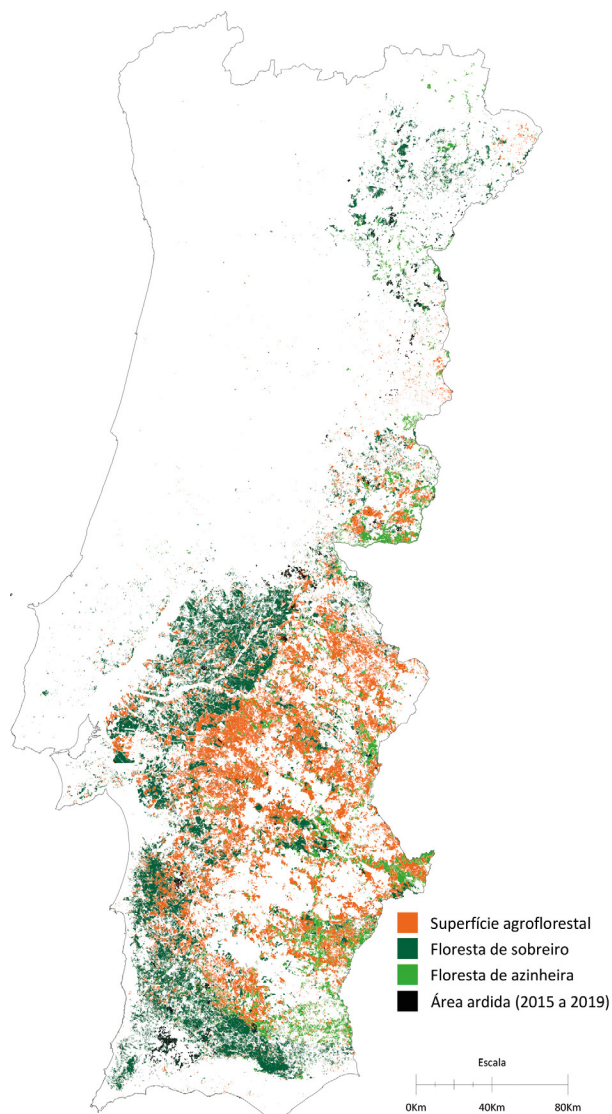 Superfície agroflorestal
Floresta de sobreiro
Floresta de azinheira
Área ardida (2015 a 2019)
Escala
0Km 40Km 80Km